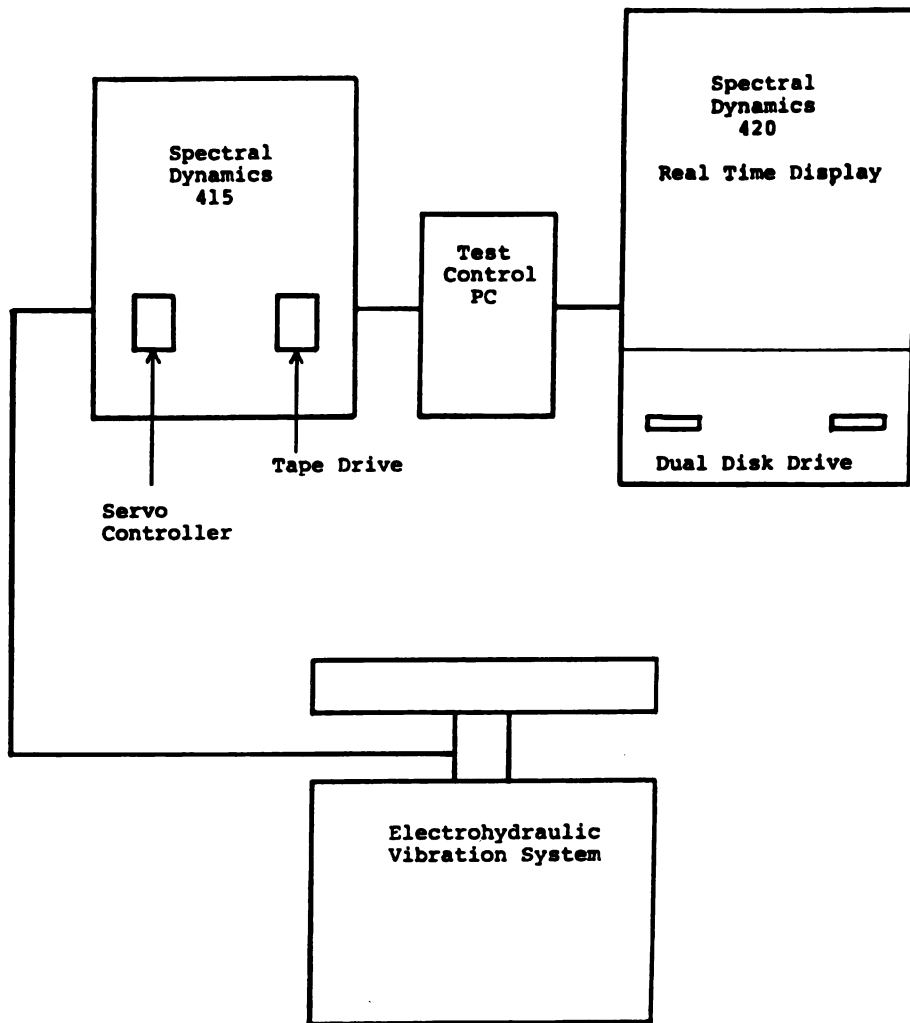 Spectral
Dynamics
415
Servo
Controller
Tape Drive
Test
Control
PC
Spectral
Dynamics
420
Real Time Display
Dual Disk Drive
Electrohydraulic
Vibration System